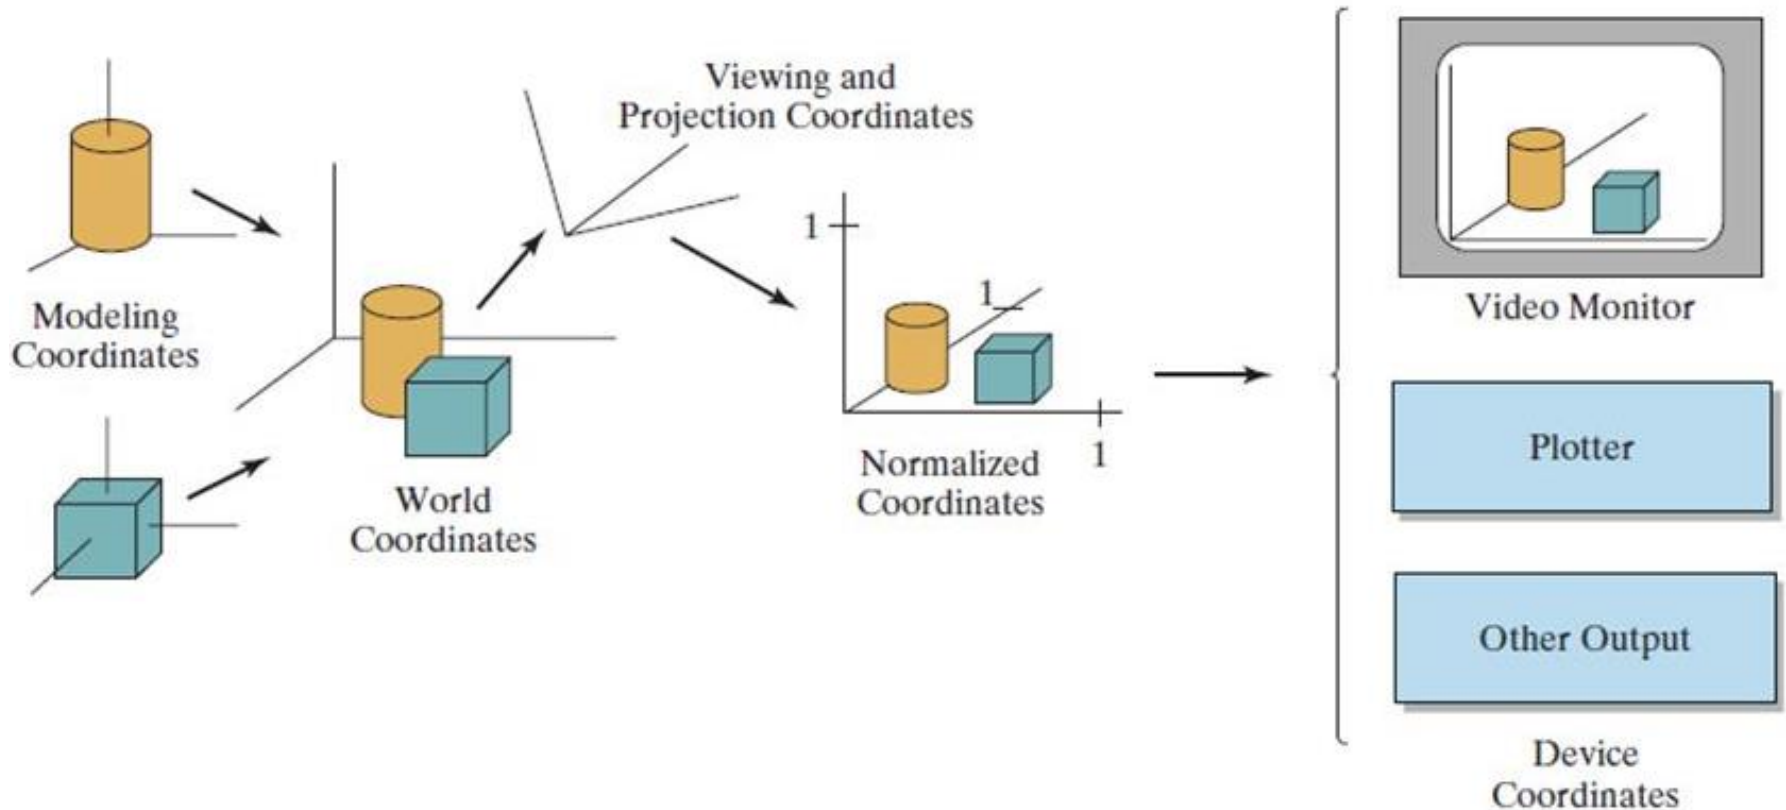 Modeling
Coordinates
World
Coordinates
Viewing and
Projection Coordinates
1
1
1
Normalized
Coordinates
Video Monitor
Plotter
Other Output
Device
Coordinates